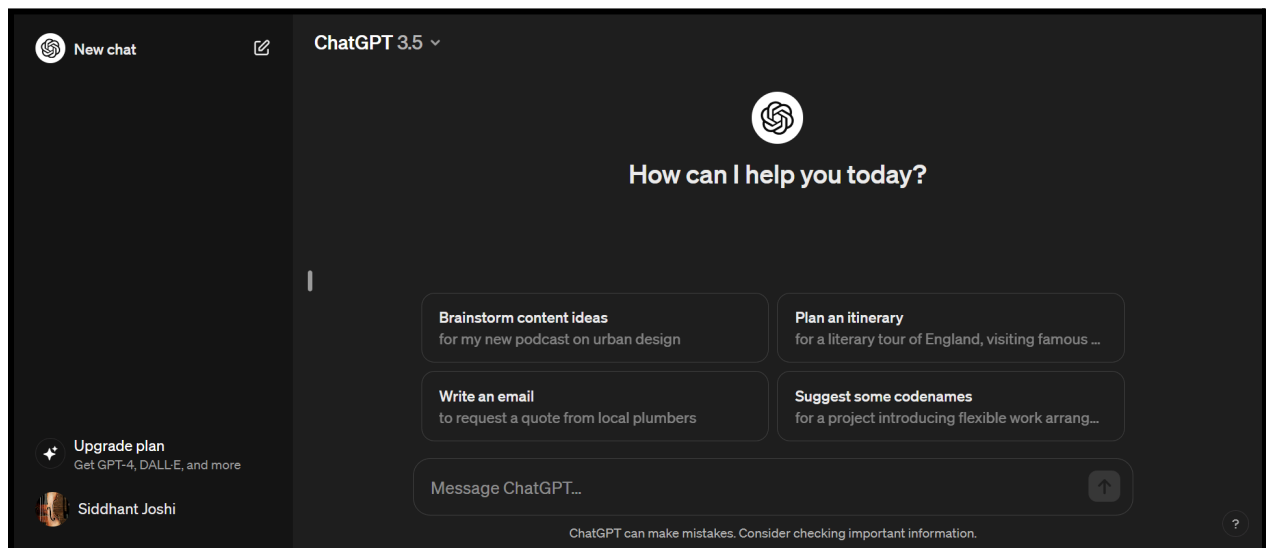 New chat
ChatGPT 3.5
How can I help you today?
Brainstorm content ideas
for my new podcast on urban design
Plan an itinerary
for a literary tour of England, visiting famous ...
Write an email
to request a quote from local plumbers
Suggest some codenames
for a project introducing flexible work arrang...
Upgrade plan
Get GPT-4, DALL·E, and more
Siddhant Joshi
Message ChatGPT...
ChatGPT can make mistakes. Consider checking important information.
?